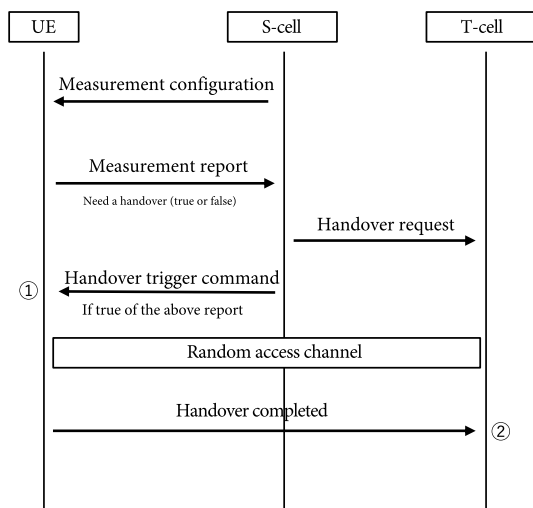 UE
S-cell
T-cell
Measurement configuration
Measurement report
Need a handover (true or false)
Handover request
Handover trigger command
①
If true of the above report
Random access channel
Handover completed
②